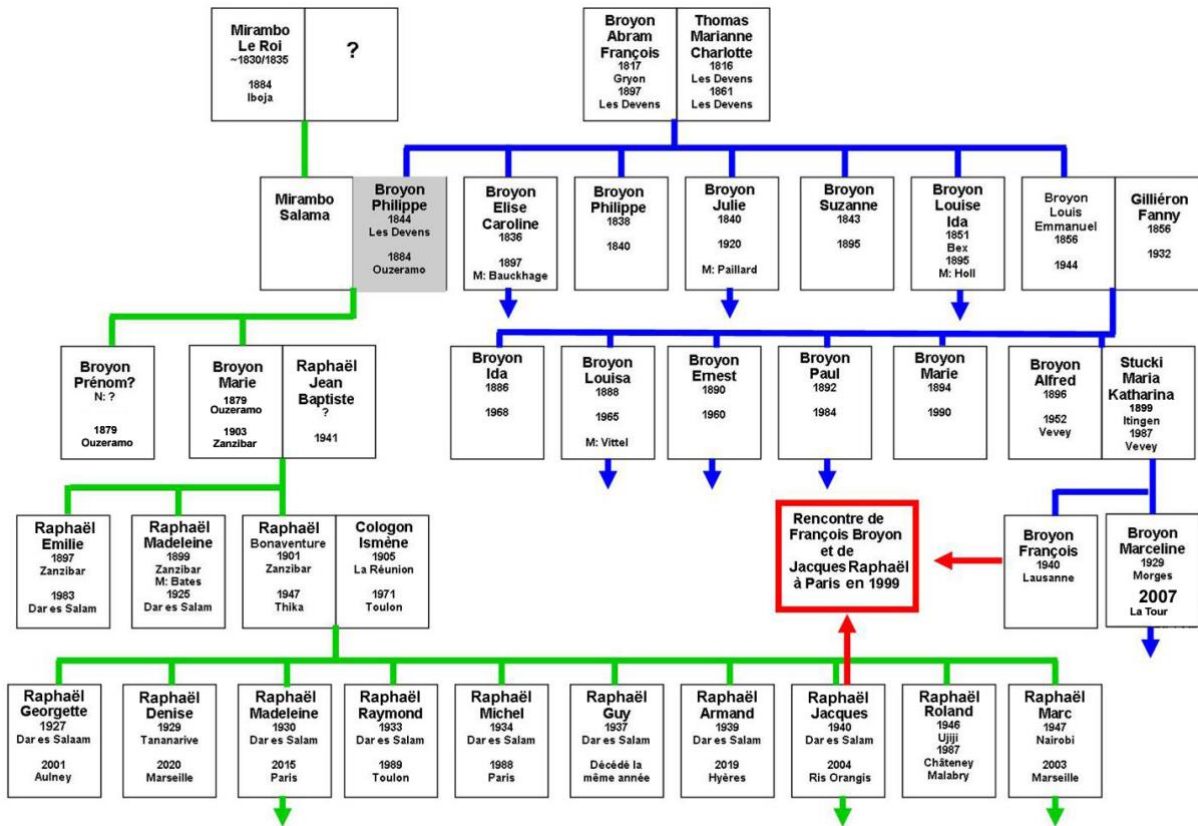 Mirambo
Le Roi
~1830/1835
1884
Iboja
?
Broyon
Abram
François
1817
Gryon
1897
Les Devens
Thomas
Marianne
Charlotte
1816
Les Devens
1861
Les Devens
Mirambo
Salama
Broyon
Philippe
1844
Les Devens
1884
Ouzeramo
Broyon
Elise
Caroline
1836
1897
M: Bauckhage
Broyon
Philippe
1838
1840
Broyon
Julie
1840
1920
M: Paillard
Broyon
Suzanne
1843
1895
Broyon
Louise
Ida
1851
Bex
1895
M: Holl
Broyon
Louis
Emmanuel
1856
1944
Gilliéron
Fanny
1856
1932
Broyon
Prénom?
N: ?
1879
Ouzeramo
Broyon
Marie
1879
Ouzeramo
1903
Zanzibar
Raphaël
Jean
Baptiste
?
1941
Broyon
Ida
1886
1968
Broyon
Louisa
1888
1965
M: Vittel
Broyon
Ernest
1890
1960
Broyon
Paul
1892
1984
Broyon
Marie
1894
1990
Broyon
Alfred
1896
1952
Vevey
Stucki
Maria
Katharina
1899
Itingen
1987
Vevey
Raphaël
Emilie
1897
Zanzibar
1983
Dar es Salam
Raphaël
Madeleine
1899
Zanzibar
M: Bates
1925
Dar es Salam
Raphaël
Bonaventure
1901
Zanzibar
1947
Thika
Cologon
Ismène
1905
La Réunion
1971
Toulon
Rencontre de
François Broyon
et de
Jacques Raphaël
à Paris en 1999
Broyon
François
1940
Lausanne
Broyon
Marceline
1929
Morges
2007
La Tour
Raphaël
Georgette
1927
Dar es Salaam
2001
Aulney
Raphaël
Denise
1929
Tananarive
2020
Marseille
Raphaël
Madeleine
1930
Dar es Salam
2015
Paris
Raphaël
Raymond
1933
Dar es Salam
1989
Toulon
Raphaël
Michel
1934
Dar es Salam
1988
Paris
Raphaël
Guy
1937
Dar es Salam
Décédé la
même année
Raphaël
Armand
1939
Dar es Salam
2019
Hyères
Raphaël
Jacques
1940
Dar es Salam
2004
Ris Orangis
Raphaël
Roland
1946
Ujiji
1987
Châteney
Malabry
Raphaël
Marc
1947
Nairobi
2003
Marseille